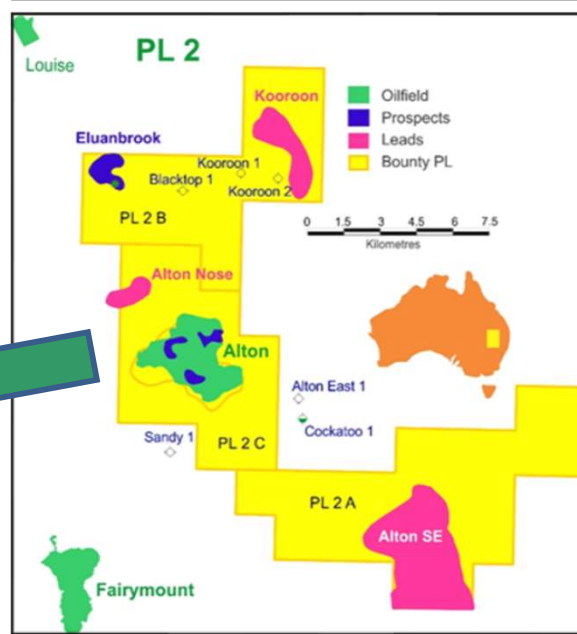 PL 2
Louise
Kooroon
Oilfield
Prospects
Leads
Bounty PL
Eluanbrook
Kooroon 1
Blacktop 1
Kooroon 2
PL 2 B
0 1.5 3 4.5 6 7.5
Kilometres
Alton Nose
Alton
Alton East 1
Cockatoo 1
Sandy 1
PL 2 C
PL 2 A
Alton SE
Fairymount